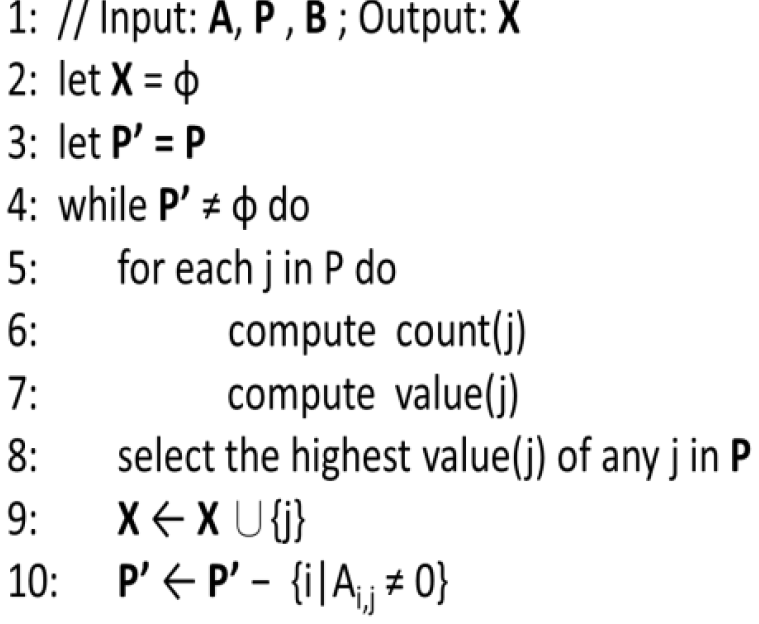 1: // Input: A, P , B ; Output: X
2: let X = ϕ
3: let P′ = P
4: while P′ ≠ ϕ do
5: for each j in P do
6: compute count(j)
7: compute value(j)
8: select the highest value(j) of any j in P
9: X ← X ∪ {j}
10: P′ ← P′ − {i|Ai,j ≠ 0}